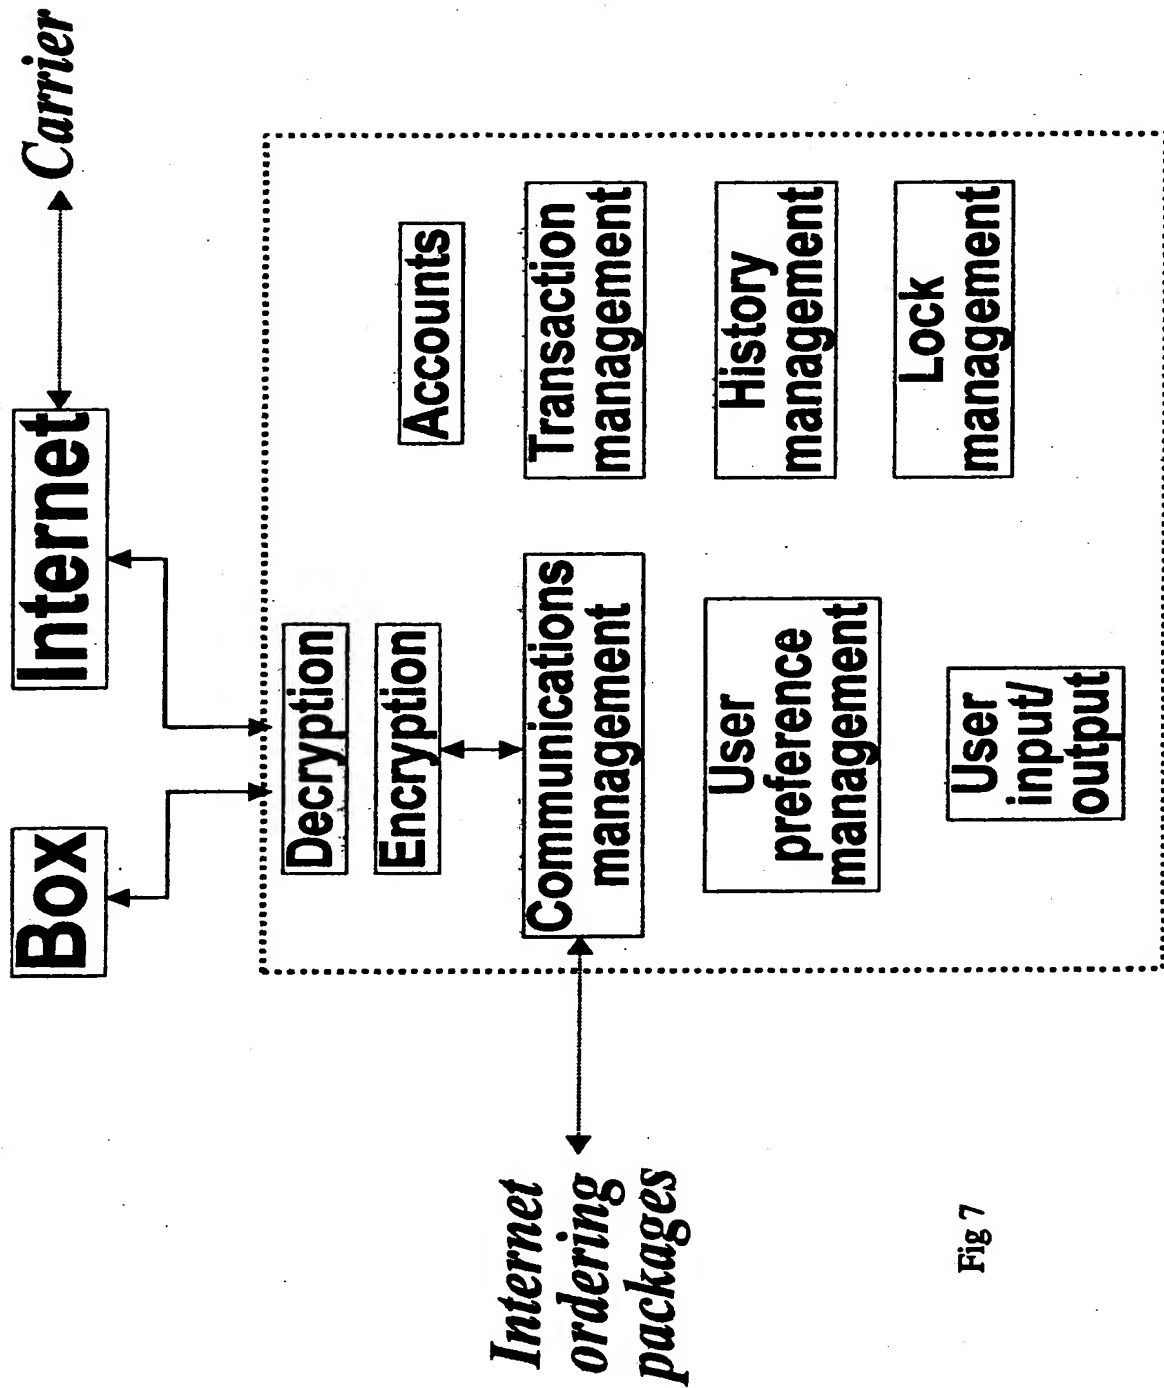 Box
Internet
Carrier
Decryption
Encryption
Accounts
Internet
ordering
packages
Communications
management
Transaction
management
User
preference
management
History
management
User
input/
output
Lock
management
Fig 7